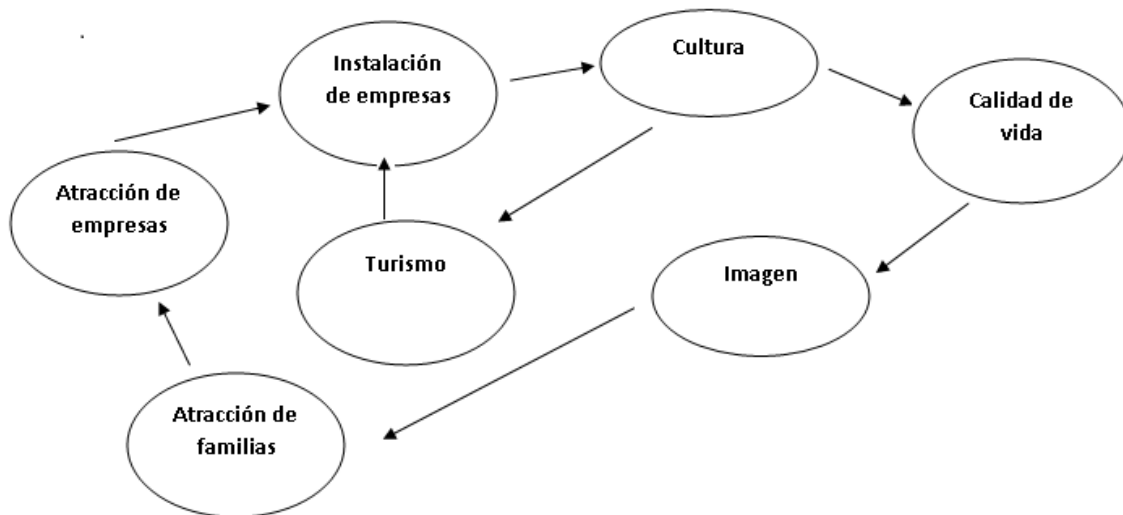 Instalación
de empresas
Cultura
Calidad de
vida
Atracción de
empresas
Turismo
Imagen
Atracción de
familias